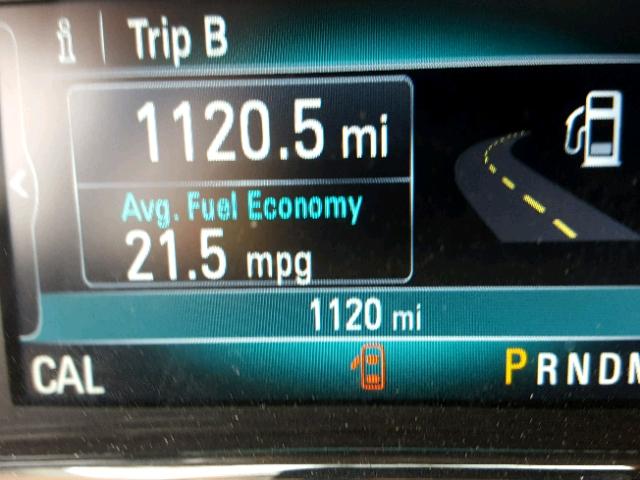 i Trip B
1120.5 mi
Avg. Fuel Economy
21.5 mpg
1120 mi
CAL PRNDM